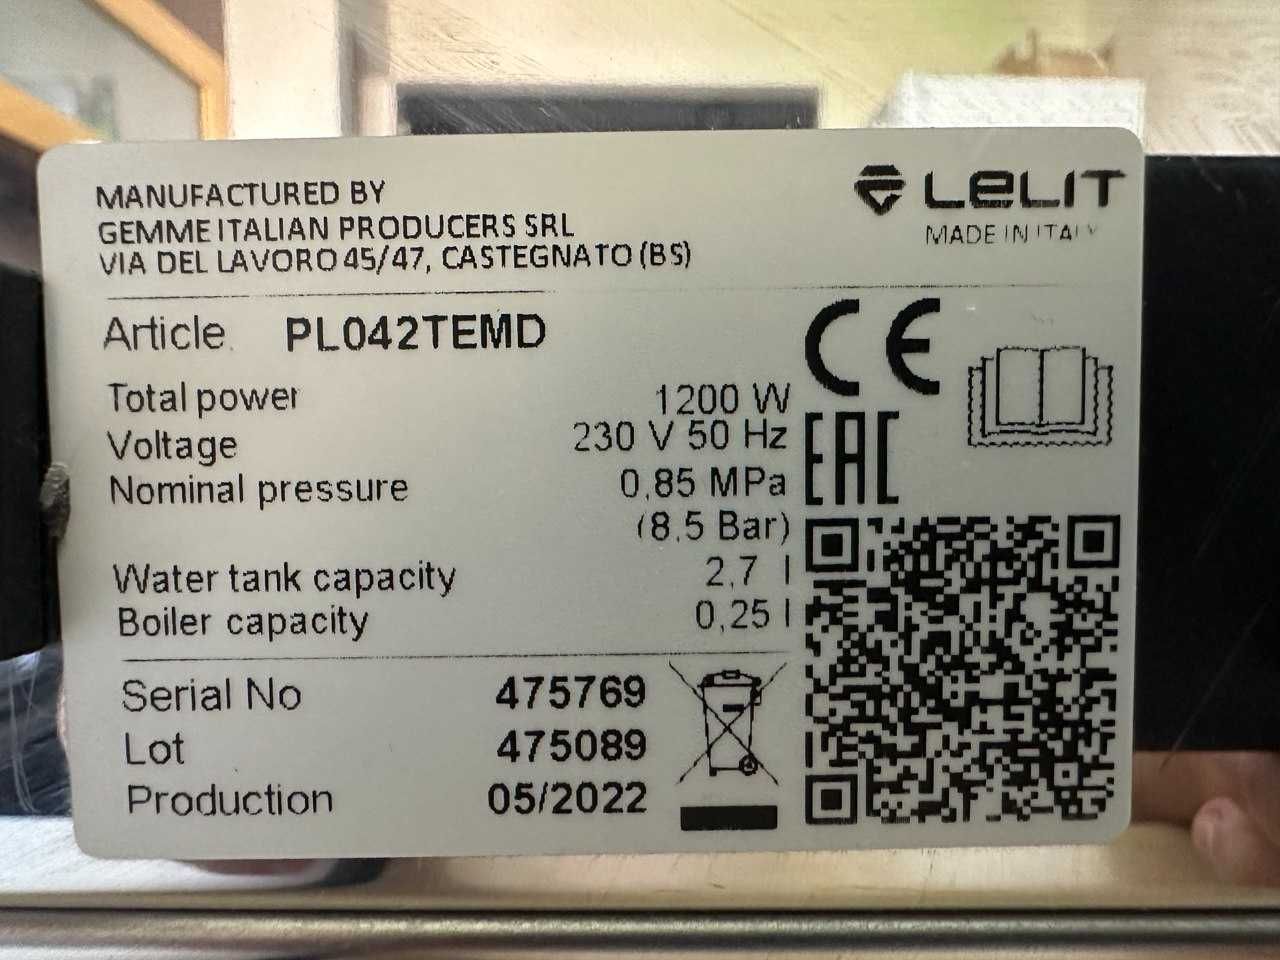 MANUFACTURED BY
GEMME ITALIAN PRODUCERS SRL
VIA DEL LAVORO 45/47, CASTEGNATO (BS)
LELIT
MADE IN ITALY
Article PL042TEMD
Total power 1200 W
Voltage 230 V 50 Hz
Nominal pressure 0,85 MPa
(8,5 Bar)
Water tank capacity 2,7 l
Boiler capacity 0,25 l
CE
EAC
Serial No 475769
Lot 475089
Production 05/2022